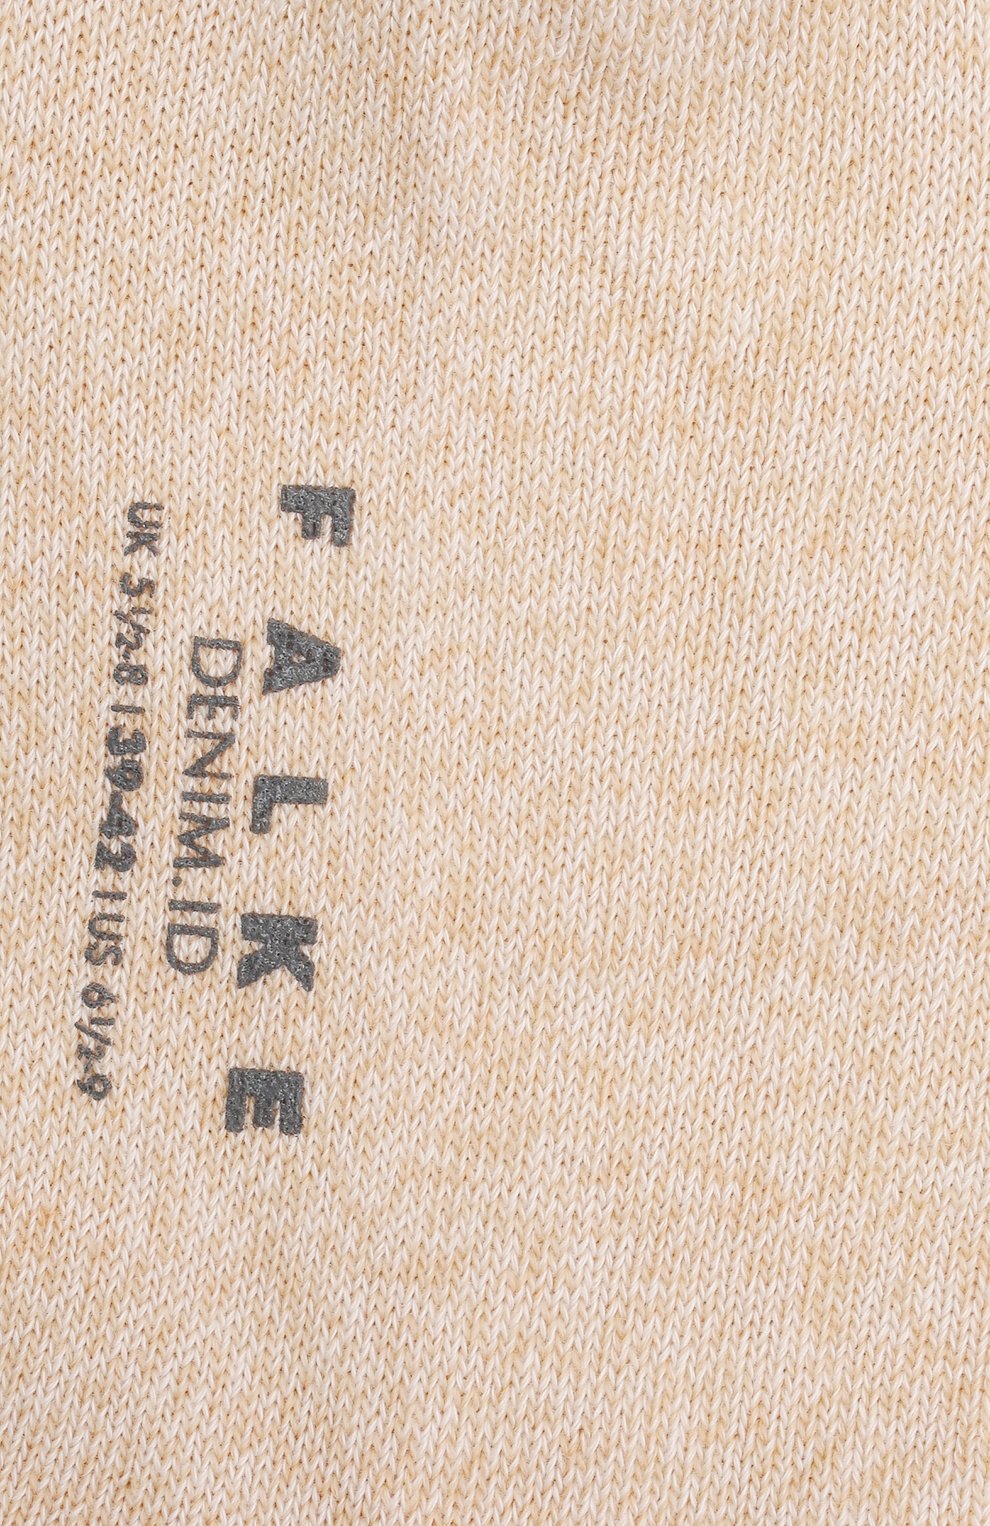 FALKE
DENIM.ID
UK 5½-8 | 39-42 | US 6½-9